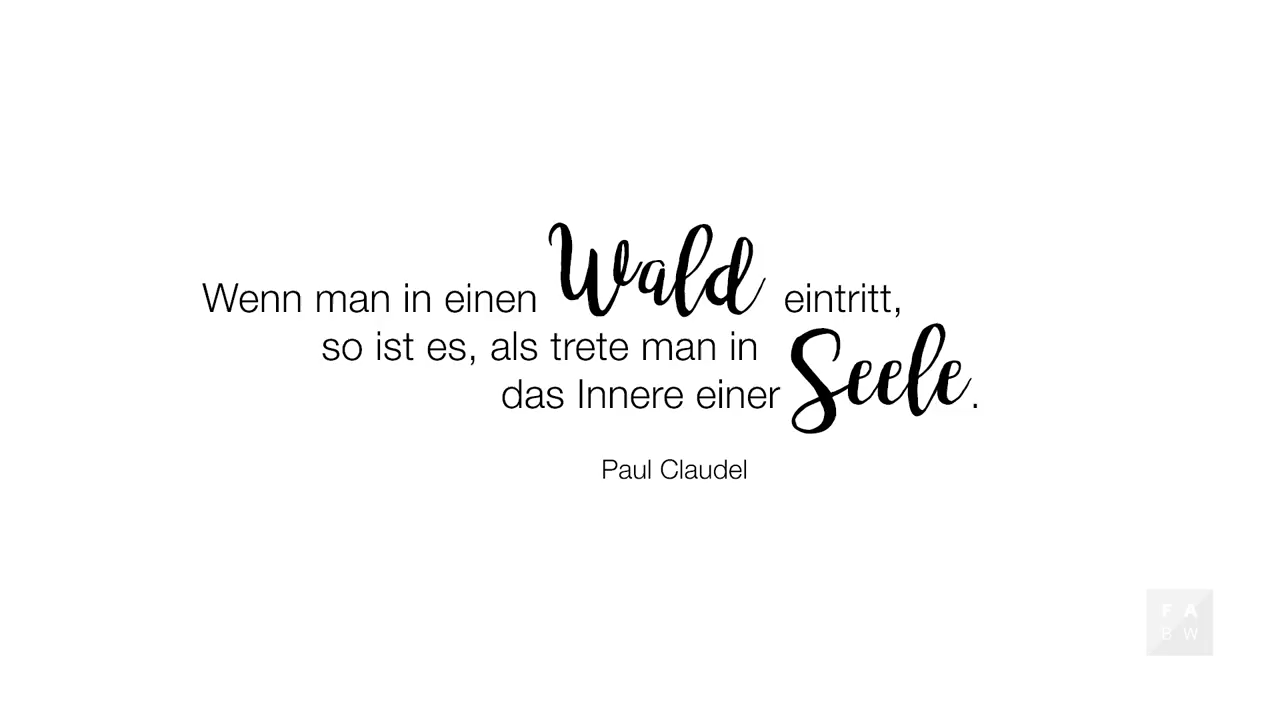 Wenn man in einen Wald eintritt,
so ist es, als trete man in
das Innere einer Seele.
Paul Claudel
F A
B W